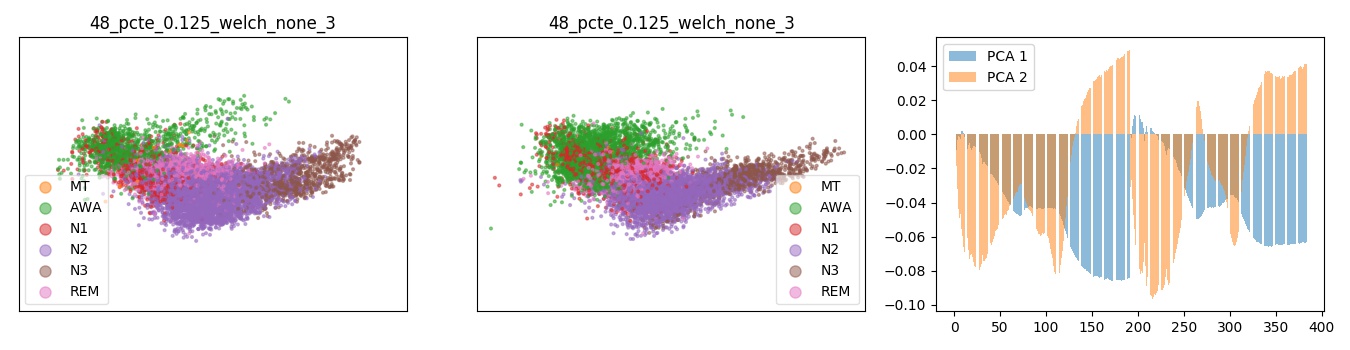 48_pcte_0.125_welch_none_3
MT
AWA
N1
N2
N3
REM
48_pcte_0.125_welch_none_3
MT
AWA
N1
N2
N3
REM
PCA 1
PCA 2
0.04
0.02
0.00
−0.02
−0.04
−0.06
−0.08
−0.10
0 50 100 150 200 250 300 350 400